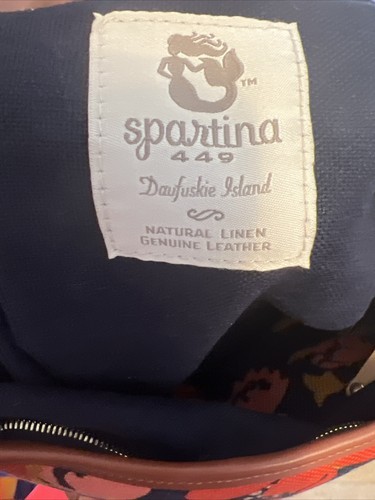 TM
spartina
449
Daufuskie Island
NATURAL LINEN
GENUINE LEATHER